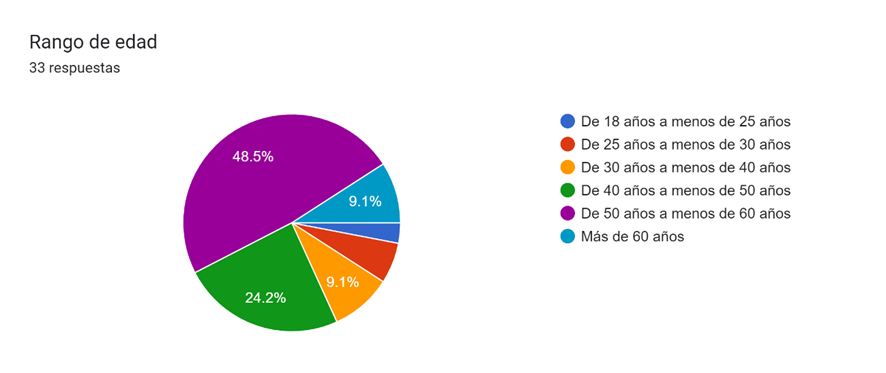 Rango de edad
33 respuestas
48.5%
9.1%
9.1%
24.2%
De 18 años a menos de 25 años
De 25 años a menos de 30 años
De 30 años a menos de 40 años
De 40 años a menos de 50 años
De 50 años a menos de 60 años
Más de 60 años